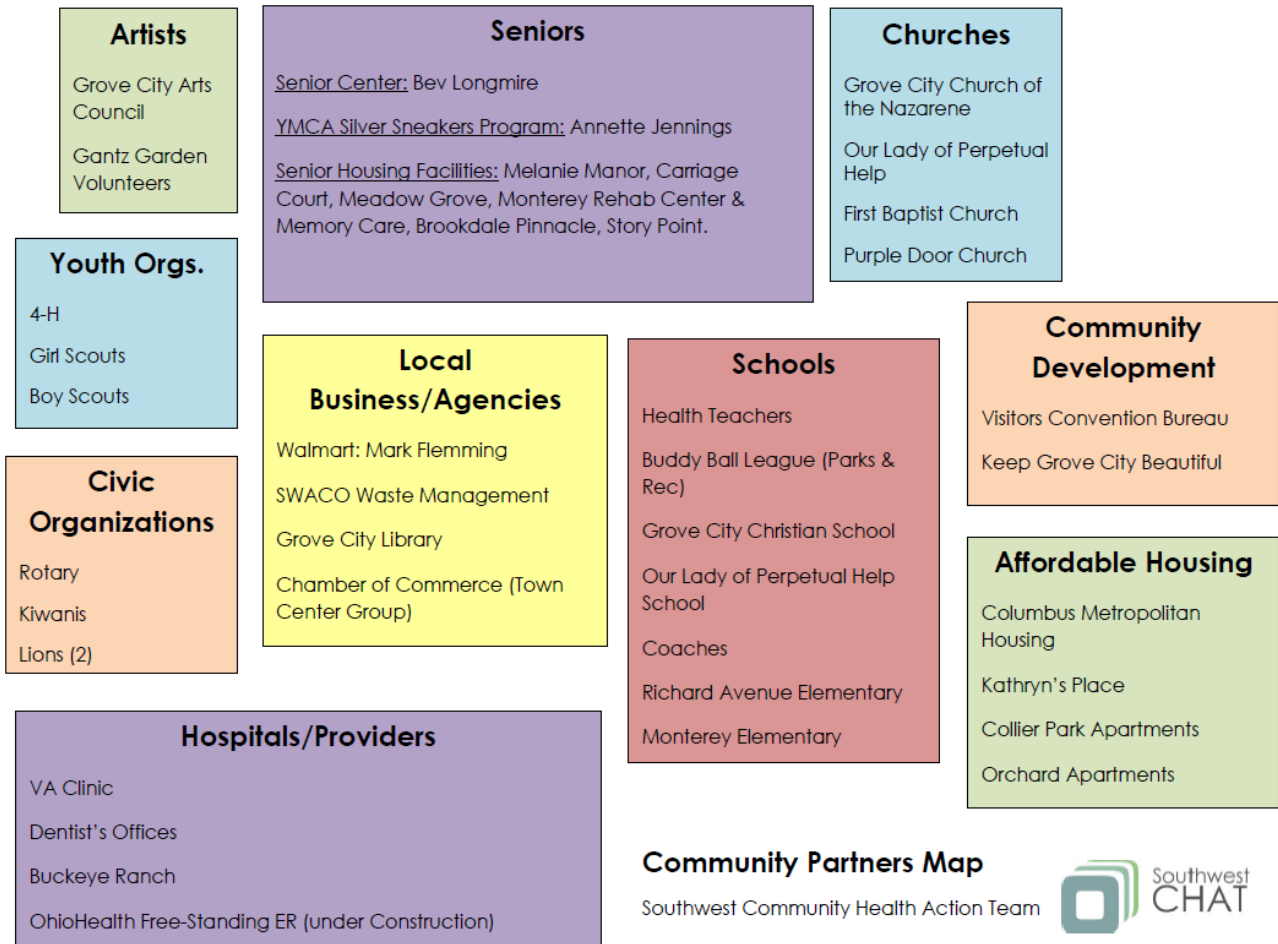 Artists
Grove City Arts
Council
Gantz Garden
Volunteers
Seniors
Senior Center: Bev Longmire
YMCA Silver Sneakers Program: Annette Jennings
Senior Housing Facilities: Melanie Manor, Carriage
Court, Meadow Grove, Monterey Rehab Center &
Memory Care, Brookdale Pinnacle, Story Point.
Churches
Grove City Church of
the Nazarene
Our Lady of Perpetual
Help
First Baptist Church
Purple Door Church
Youth Orgs.
4-H
Girl Scouts
Boy Scouts
Local
Business/Agencies
Walmart: Mark Flemming
SWACO Waste Management
Grove City Library
Chamber of Commerce (Town
Center Group)
Schools
Health Teachers
Buddy Ball League (Parks &
Rec)
Grove City Christian School
Our Lady of Perpetual Help
School
Coaches
Richard Avenue Elementary
Monterey Elementary
Community
Development
Visitors Convention Bureau
Keep Grove City Beautiful
Civic
Organizations
Rotary
Kiwanis
Lions (2)
Affordable Housing
Columbus Metropolitan
Housing
Kathryn's Place
Collier Park Apartments
Orchard Apartments
Hospitals/Providers
VA Clinic
Dentist's Offices
Buckeye Ranch
OhioHealth Free-Standing ER (under Construction)
Community Partners Map
Southwest Community Health Action Team
Southwest
CHAT